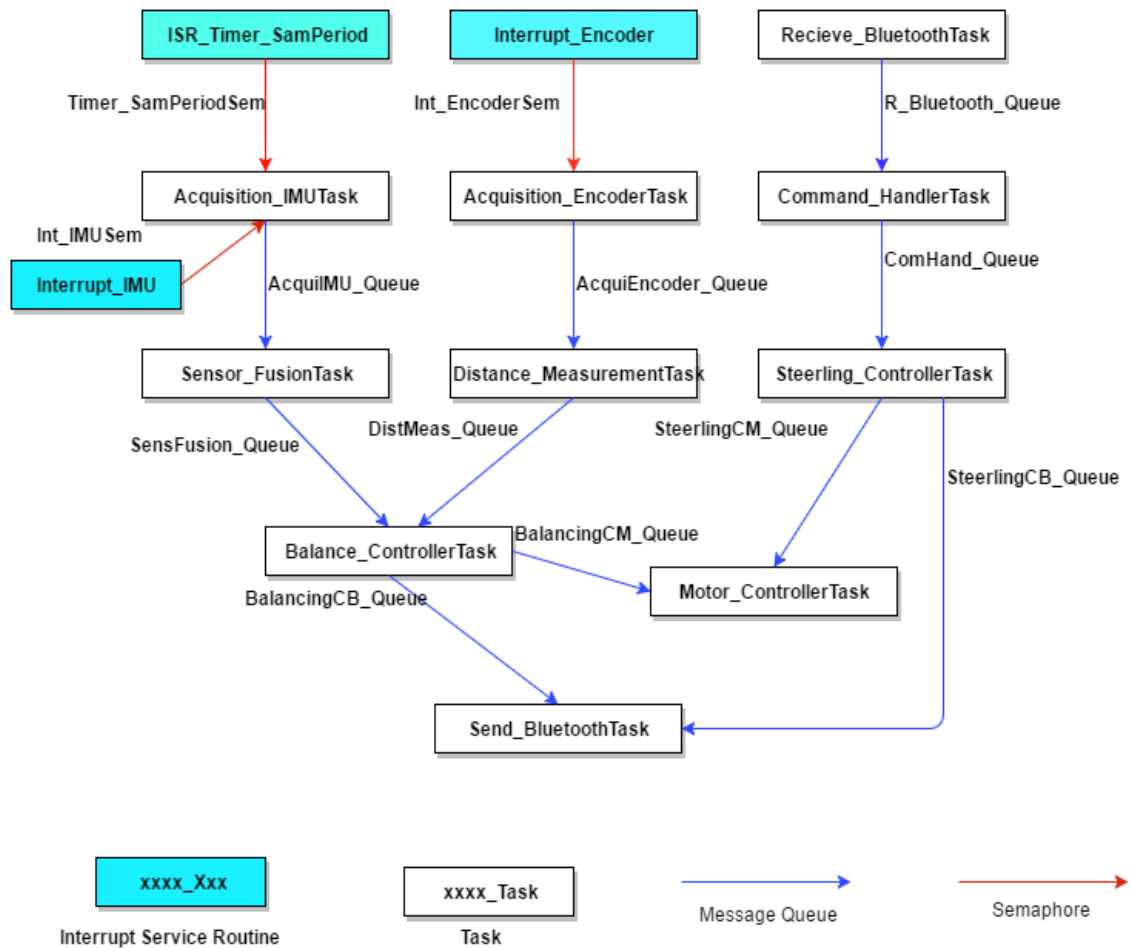 ISR_Timer_SamPeriod
Interrupt_Encoder
Recieve_BluetoothTask
Timer_SamPeriodSem
Int_EncoderSem
R_Bluetooth_Queue
Acquisition_IMUTask
Acquisition_EncoderTask
Command_HandlerTask
Int_IMUSem
Interrupt_IMU
AcquiIMU_Queue
AcquiEncoder_Queue
ComHand_Queue
Sensor_FusionTask
Distance_MeasurementTask
Steerling_ControllerTask
SensFusion_Queue
DistMeas_Queue
SteerlingCM_Queue
SteerlingCB_Queue
Balance_ControllerTask
BalancingCM_Queue
BalancingCB_Queue
Motor_ControllerTask
Send_BluetoothTask
xxxx_Xxx
xxxx_Task
Message Queue
Semaphore
Interrupt Service Routine
Task